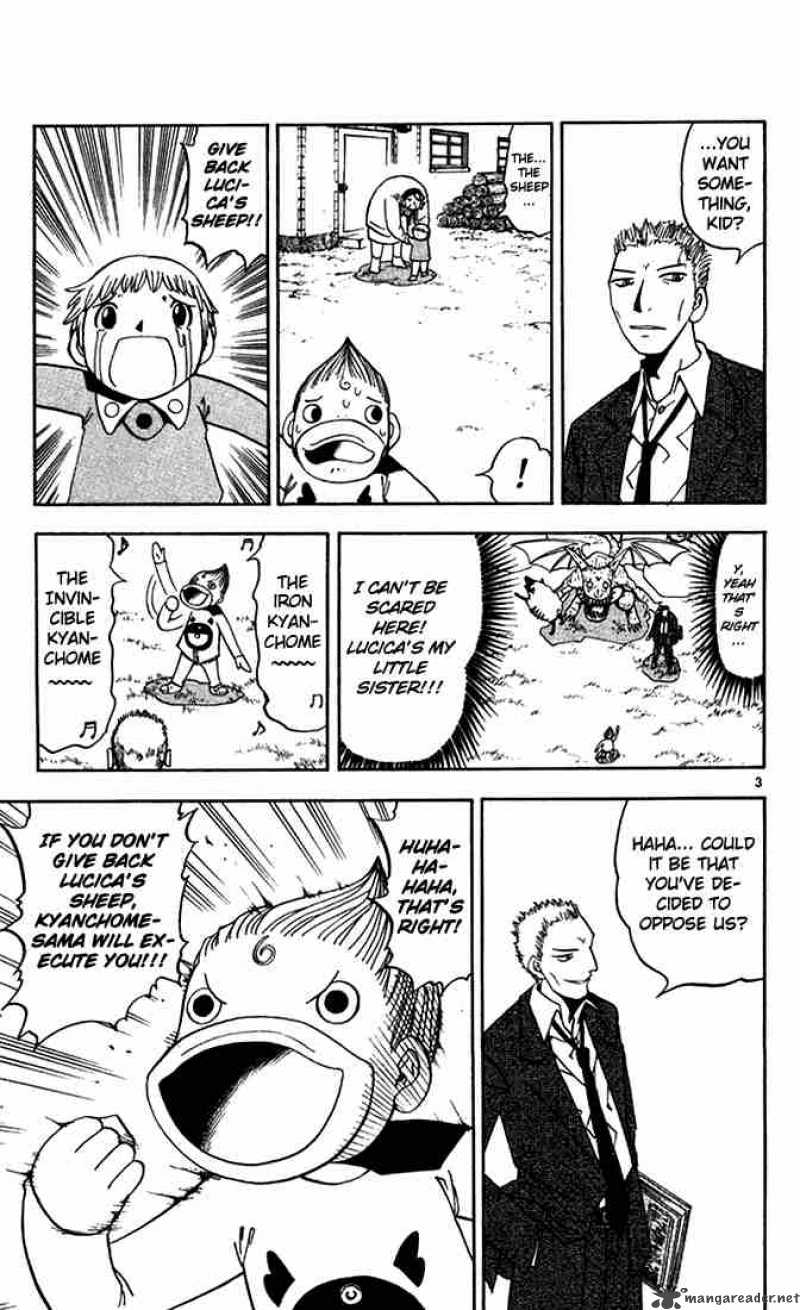 ...YOU
WANT
SOME-
THING,
KID?
THE...
THE
SHEEP
...
!
GIVE
BACK
LUCI-
CA'S
SHEEP!!
Y,
YEAH
THAT'
S
RIGHT
...
I CAN'T BE
SCARED
HERE!
LUCICA'S MY
LITTLE
SISTER!!!
THE
IRON
KYAN-
CHOME
THE
INVIN-
CIBLE
KYAN-
CHOME
3
HAHA... COULD
IT BE THAT
YOU'VE DE-
CIDED TO
OPPOSE US?
HUHA-
HA-
HAHA,
THAT'S
RIGHT!
IF YOU DON'T
GIVE BACK
LUCICA'S
SHEEP,
KYANCHOME-
SAMA WILL EX-
ECUTE YOU!!!
mangareader.net